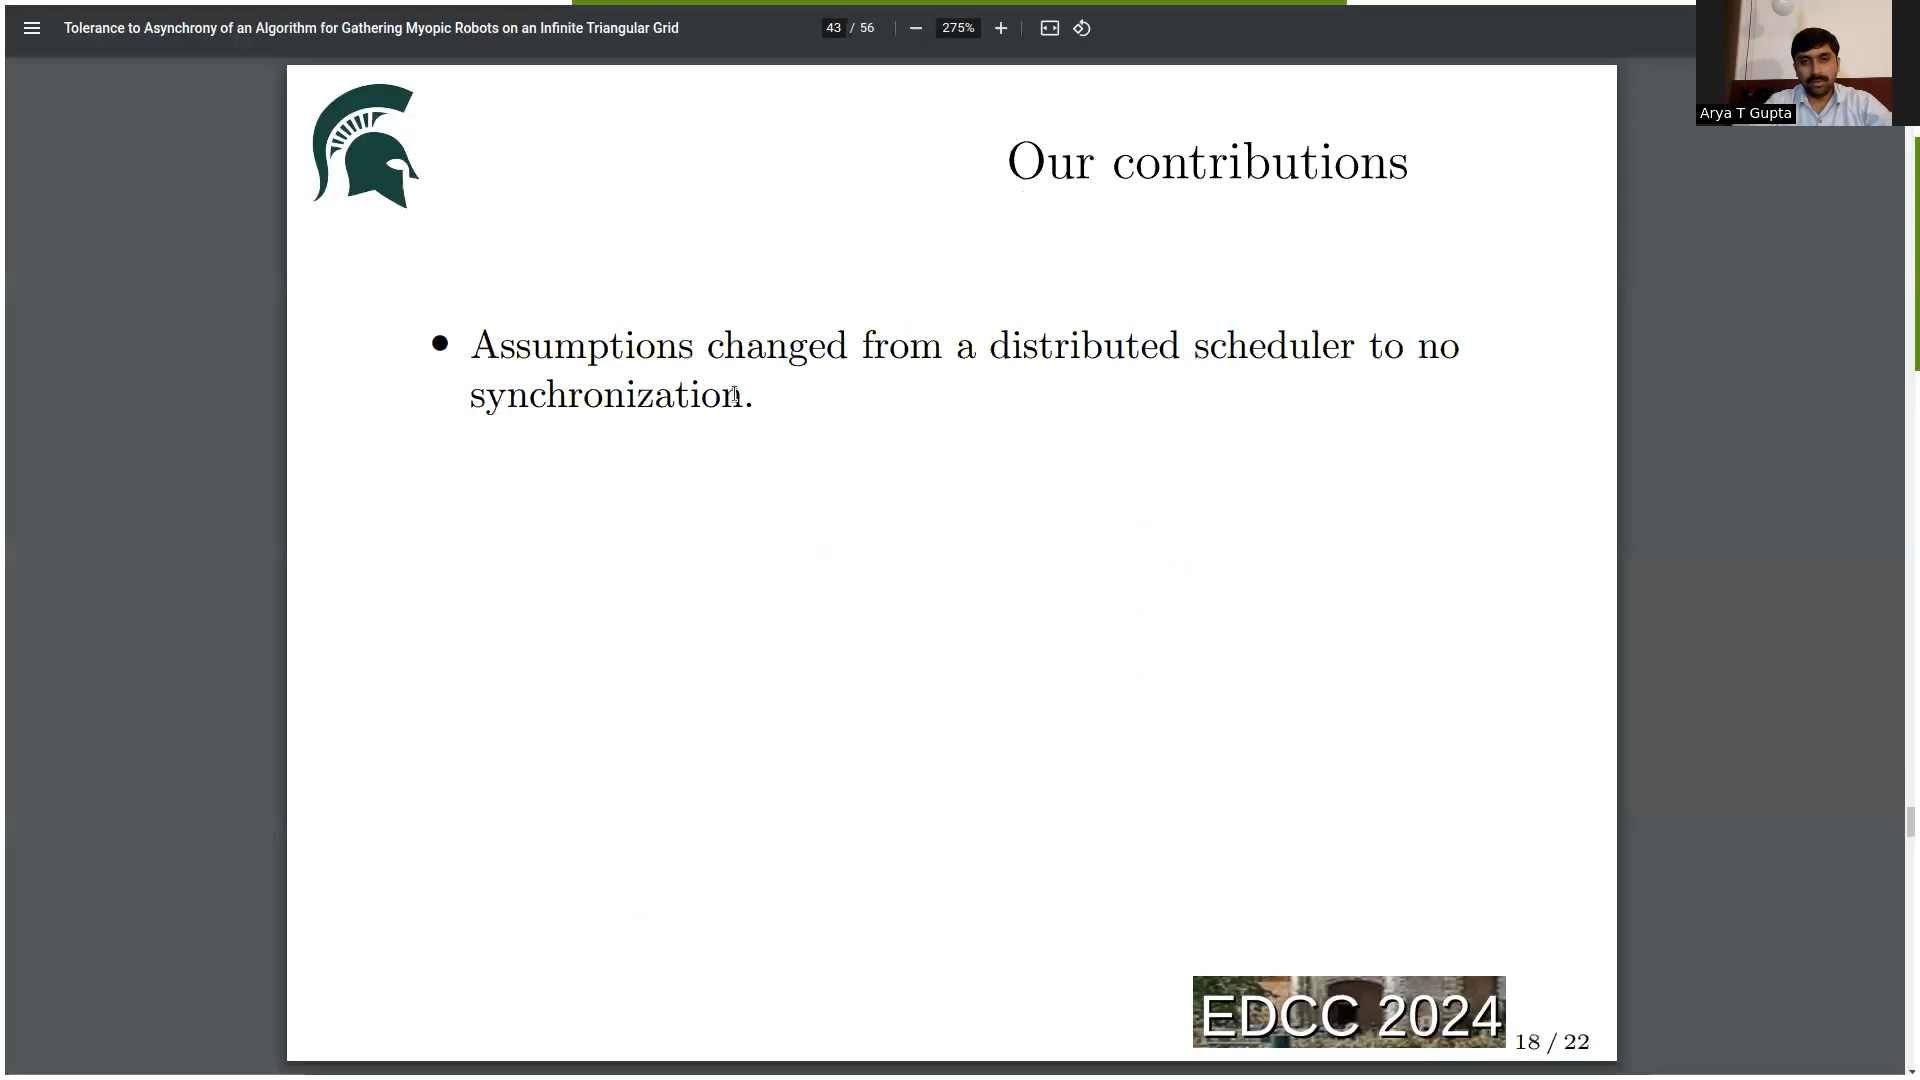 Tolerance to Asynchrony of an Algorithm for Gathering Myopic Robots on an Infinite Triangular Grid
43 / 56
275%
Arya T Gupta
Our contributions
• Assumptions changed from a distributed scheduler to no
synchronization.
EDCC 2024
18 / 22